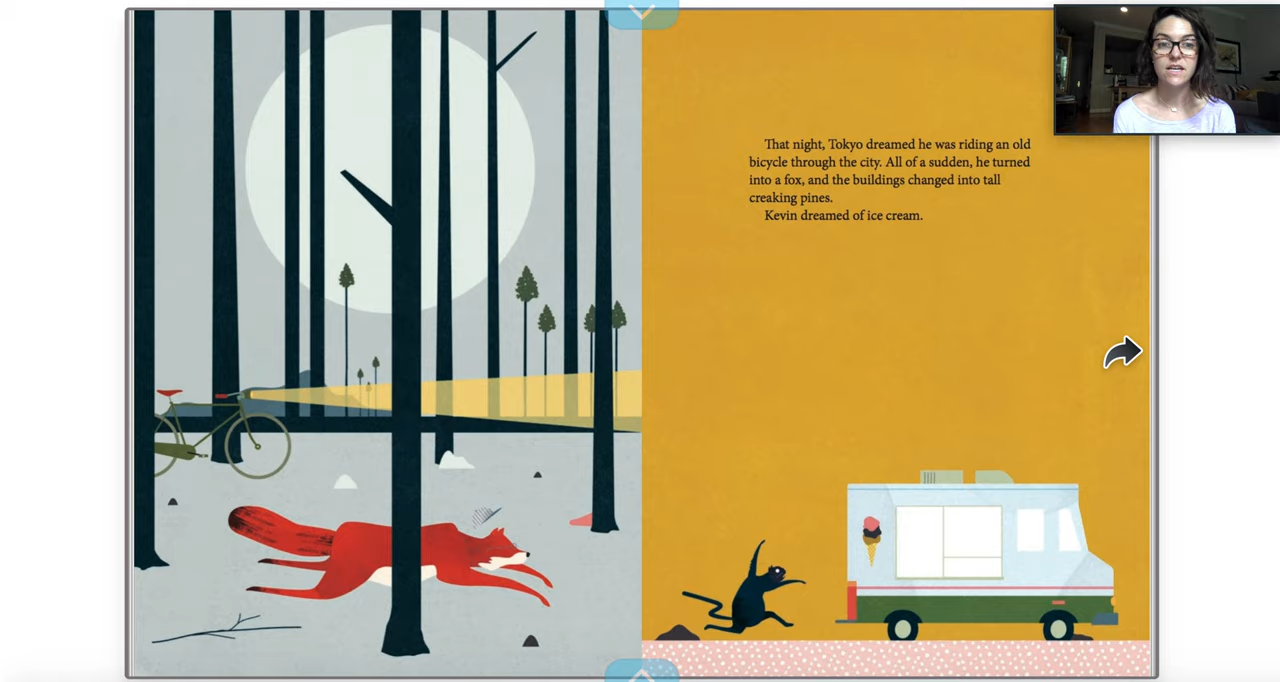 That night, Tokyo dreamed he was riding an old
bicycle through the city. All of a sudden, he turned
into a fox, and the buildings changed into tall
creaking pines.
Kevin dreamed of ice cream.